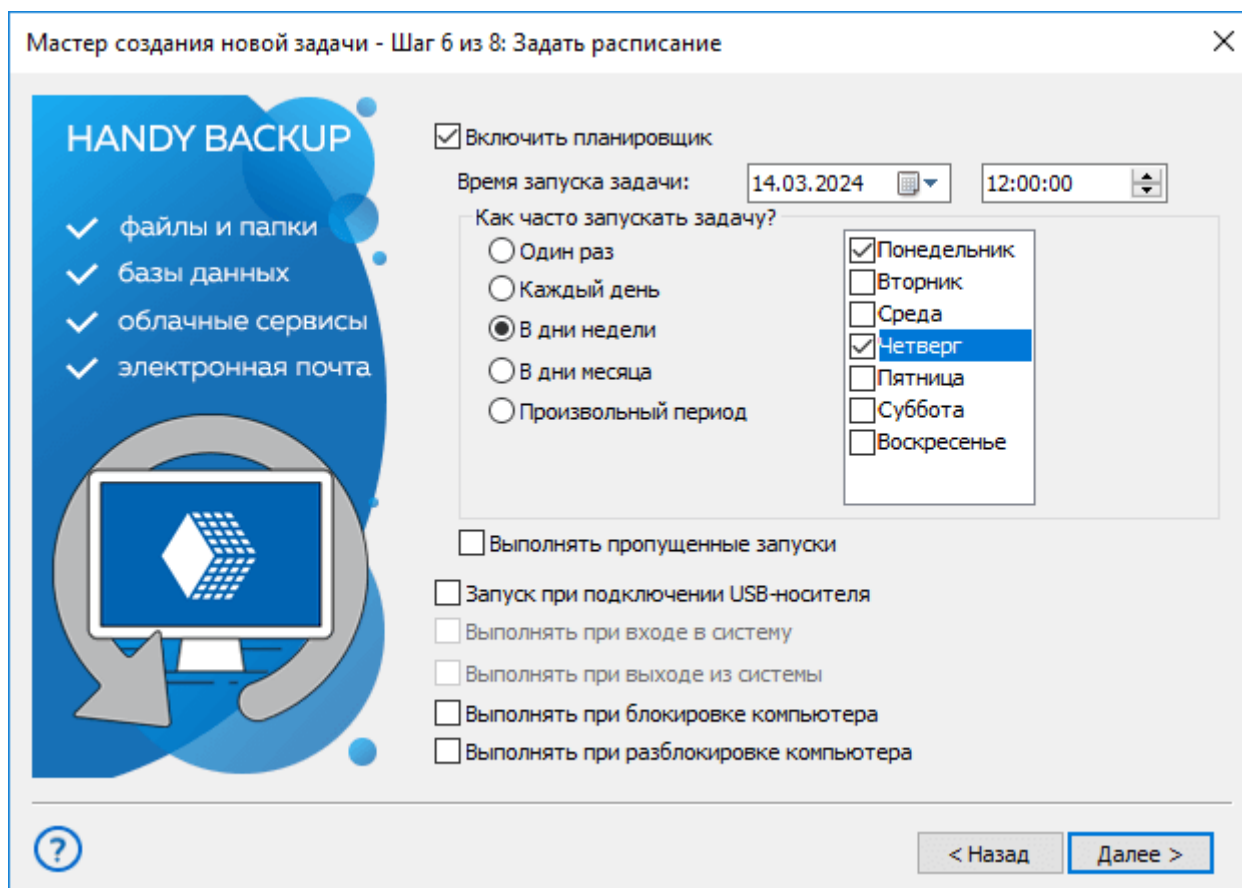 Мастер создания новой задачи - Шаг 6 из 8: Задать расписание
HANDY BACKUP
файлы и папки
базы данных
облачные сервисы
электронная почта
Включить планировщик
Время запуска задачи: 14.03.2024 12:00:00
Как часто запускать задачу?
Один раз
Каждый день
В дни недели
В дни месяца
Произвольный период
Понедельник
Вторник
Среда
Четверг
Пятница
Суббота
Воскресенье
Выполнять пропущенные запуски
Запуск при подключении USB-носителя
Выполнять при входе в систему
Выполнять при выходе из системы
Выполнять при блокировке компьютера
Выполнять при разблокировке компьютера
?
< Назад
Далее >